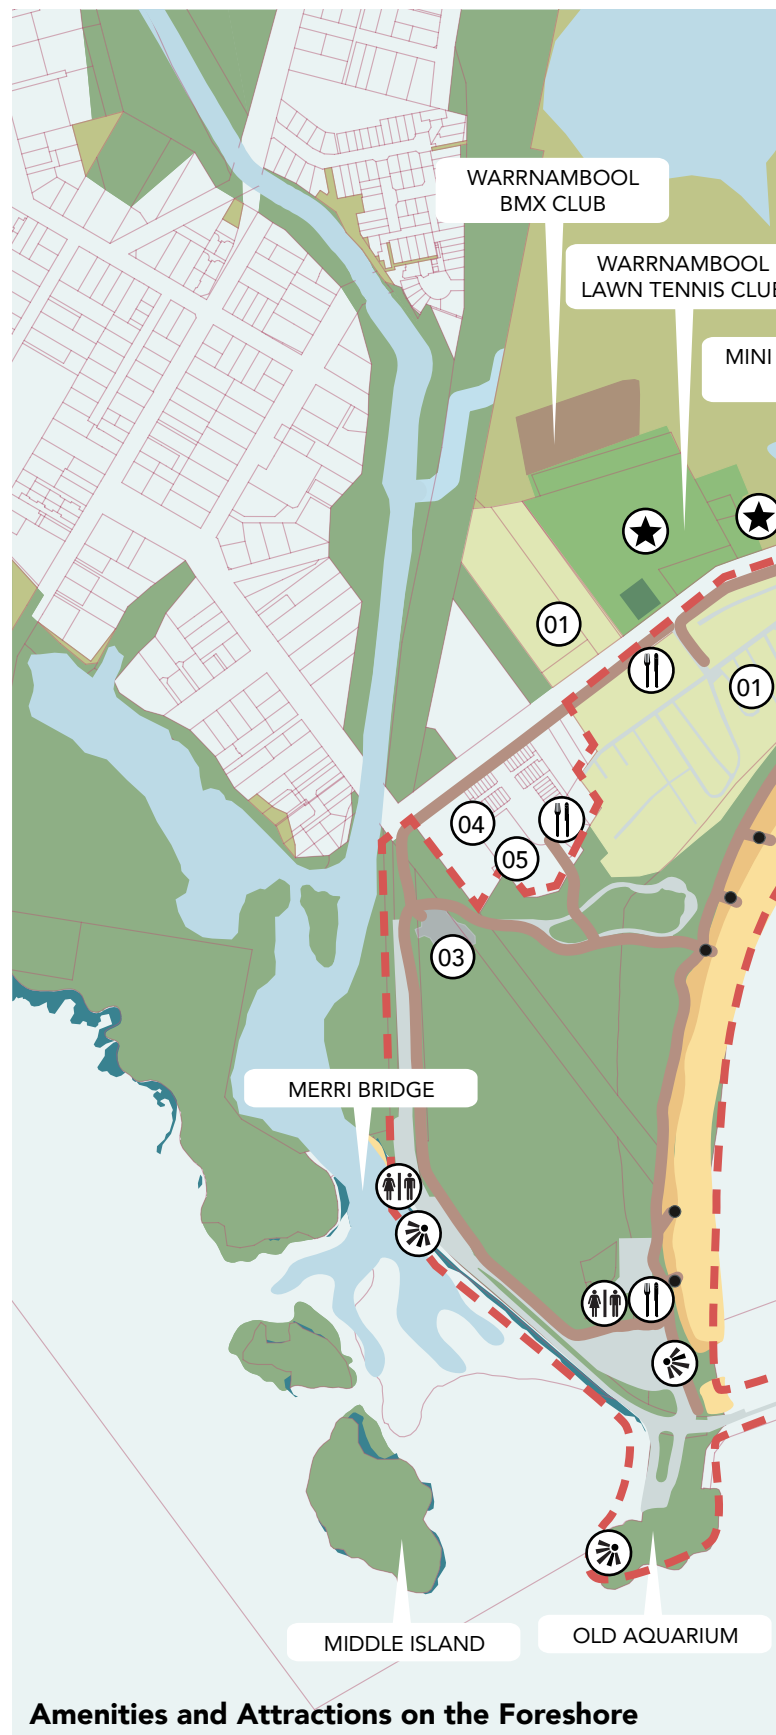 WARRNAMBOOL
BMX CLUB
WARRNAMBOOL
LAWN TENNIS CLUB
MINI
01
01
04
05
03
MERRI BRIDGE
MIDDLE ISLAND
OLD AQUARIUM
Amenities and Attractions on the Foreshore